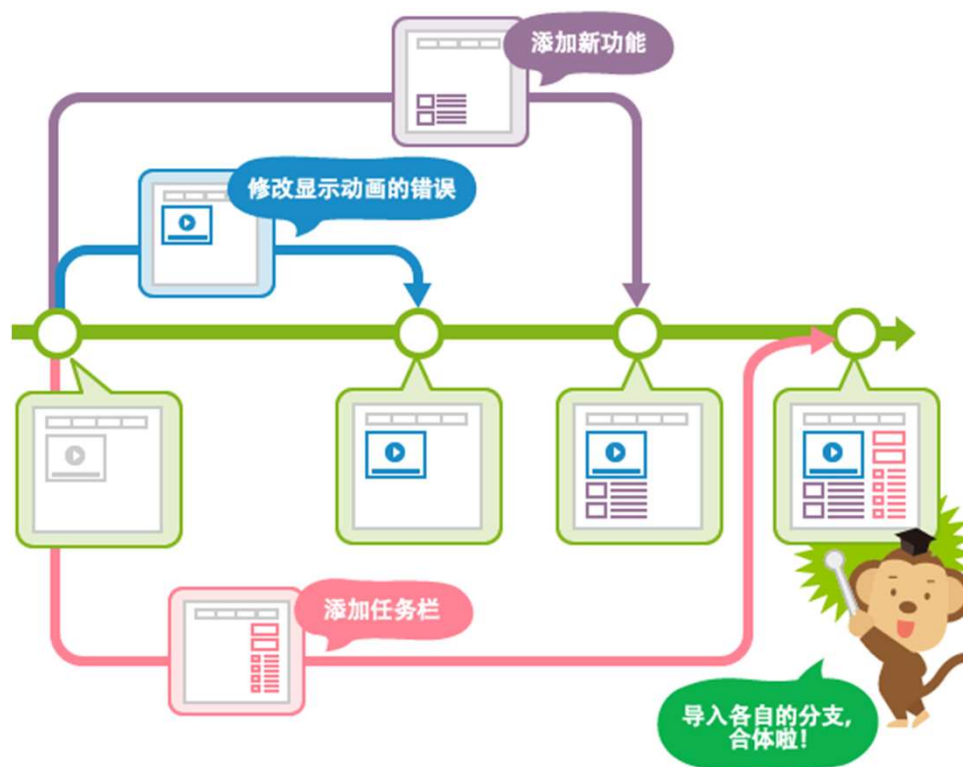 添加新功能
修改显示动画的错误
添加任务栏
导入各自的分支,
合体啦!